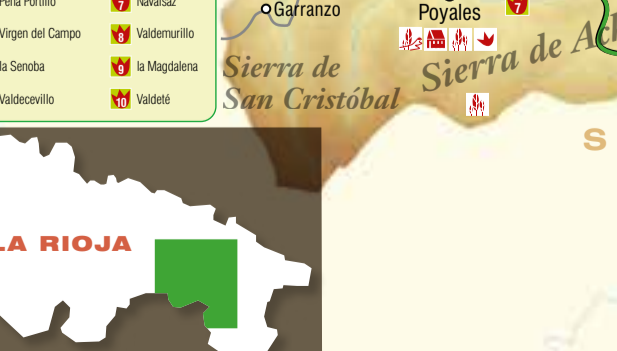 Peña Portillo
7 Navalsaz
Virgen del Campo
8 Valdemurillo
la Senoba
9 la Magdalena
Valdecevillo
10 Valdeté
Garranzo
Poyales
7
Sierra de
San Cristóbal
Sierra de
S
LA RIOJA